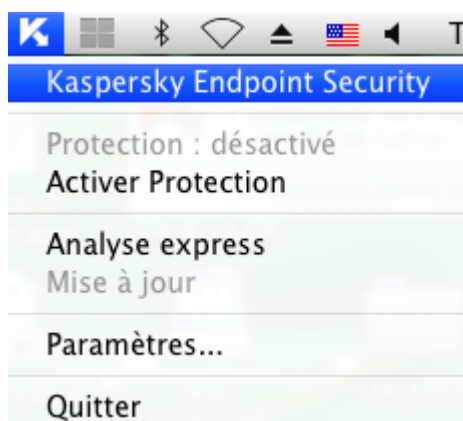 K
T
Kaspersky Endpoint Security
Protection : désactivé
Activer Protection
Analyse express
Mise à jour
Paramètres...
Quitter